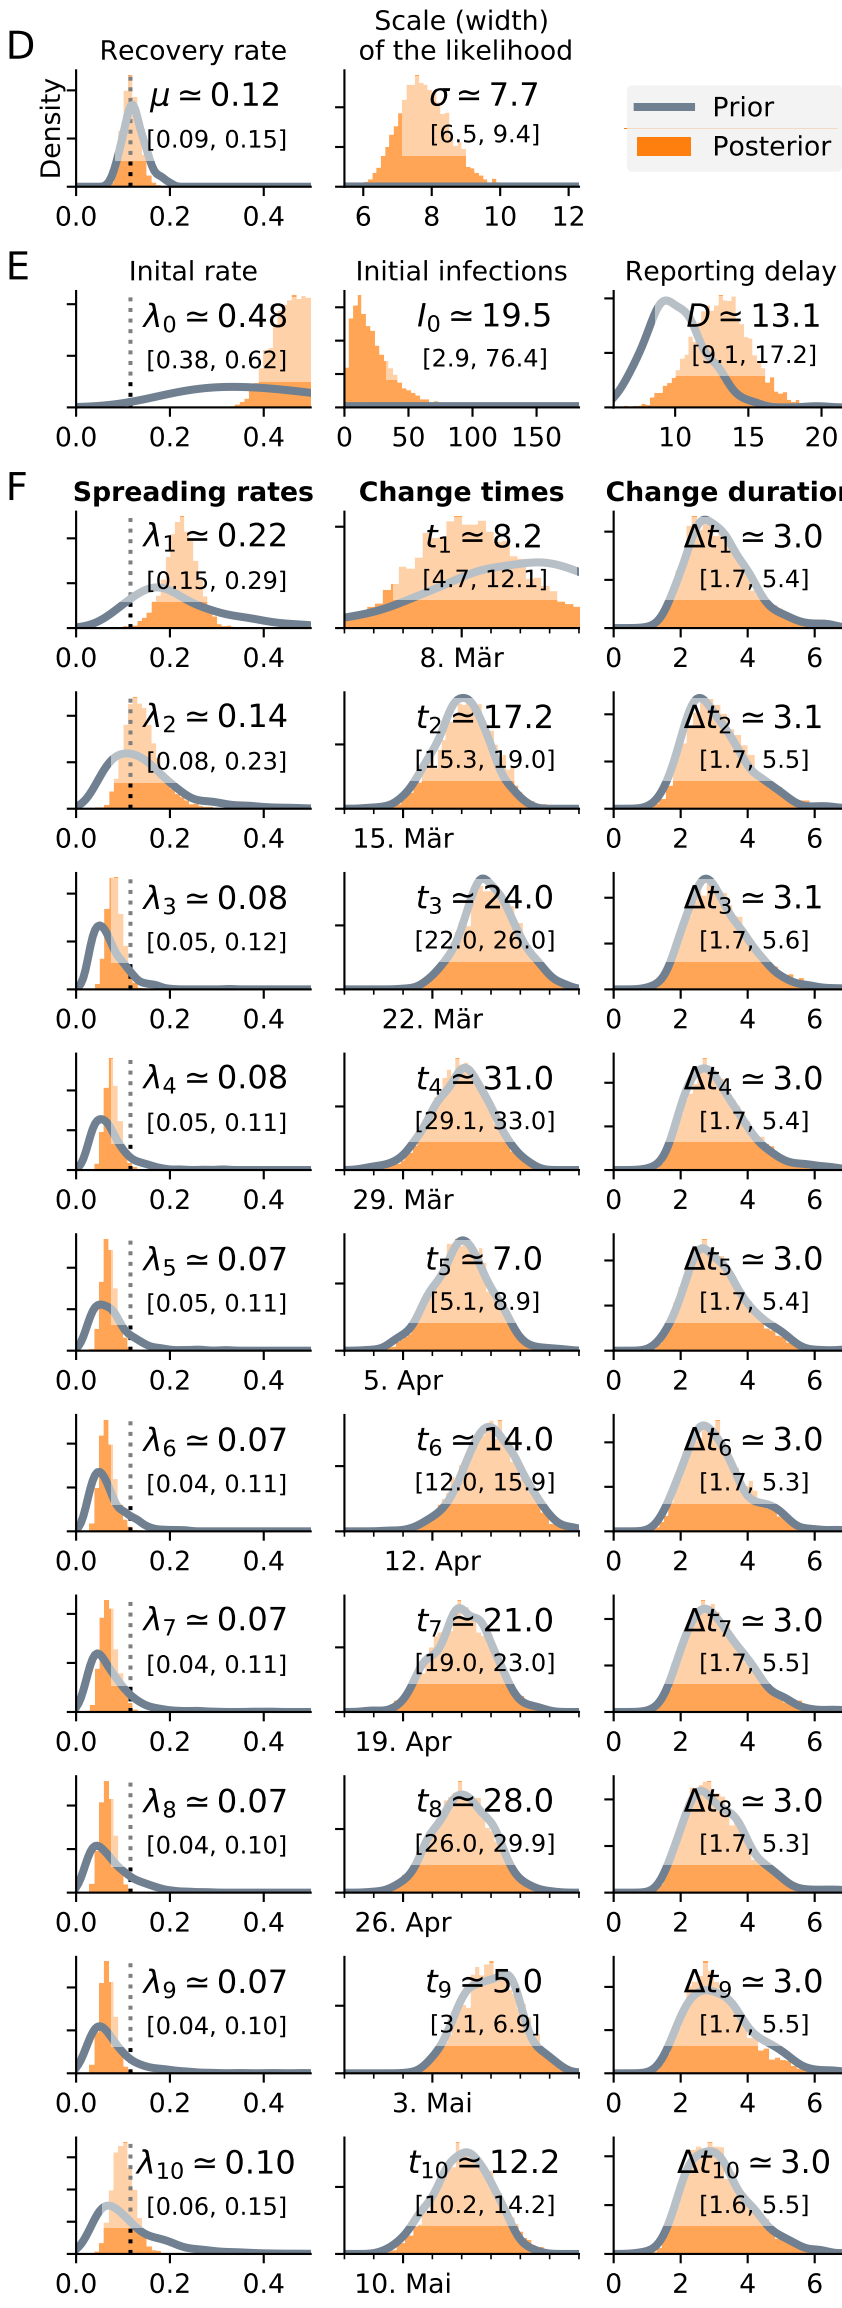 D
Recovery rate
Scale (width)
of the likelihood
Density
μ ≃ 0.12
[0.09, 0.15]
σ ≃ 7.7
[6.5, 9.4]
Prior
Posterior
0.0 0.2 0.4
6 8 10 12
E
Inital rate
Initial infections
Reporting delay
λ0 ≃ 0.48
[0.38, 0.62]
I0 ≃ 19.5
[2.9, 76.4]
D ≃ 13.1
[9.1, 17.2]
0.0 0.2 0.4
0 50 100 150
10 15 20
F
Spreading rates
Change times
Change duration
λ1 ≃ 0.22
[0.15, 0.29]
t1 ≃ 8.2
[4.7, 12.1]
Δt1 ≃ 3.0
[1.7, 5.4]
0.0 0.2 0.4
8. Mär
0 2 4 6
λ2 ≃ 0.14
[0.08, 0.23]
t2 ≃ 17.2
[15.3, 19.0]
Δt2 ≃ 3.1
[1.7, 5.5]
0.0 0.2 0.4
15. Mär
0 2 4 6
λ3 ≃ 0.08
[0.05, 0.12]
t3 ≃ 24.0
[22.0, 26.0]
Δt3 ≃ 3.1
[1.7, 5.6]
0.0 0.2 0.4
22. Mär
0 2 4 6
λ4 ≃ 0.08
[0.05, 0.11]
t4 ≃ 31.0
[29.1, 33.0]
Δt4 ≃ 3.0
[1.7, 5.4]
0.0 0.2 0.4
29. Mär
0 2 4 6
λ5 ≃ 0.07
[0.05, 0.11]
t5 ≃ 7.0
[5.1, 8.9]
Δt5 ≃ 3.0
[1.7, 5.4]
0.0 0.2 0.4
5. Apr
0 2 4 6
λ6 ≃ 0.07
[0.04, 0.11]
t6 ≃ 14.0
[12.0, 15.9]
Δt6 ≃ 3.0
[1.7, 5.3]
0.0 0.2 0.4
12. Apr
0 2 4 6
λ7 ≃ 0.07
[0.04, 0.11]
t7 ≃ 21.0
[19.0, 23.0]
Δt7 ≃ 3.0
[1.7, 5.5]
0.0 0.2 0.4
19. Apr
0 2 4 6
λ8 ≃ 0.07
[0.04, 0.10]
t8 ≃ 28.0
[26.0, 29.9]
Δt8 ≃ 3.0
[1.7, 5.3]
0.0 0.2 0.4
26. Apr
0 2 4 6
λ9 ≃ 0.07
[0.04, 0.10]
t9 ≃ 5.0
[3.1, 6.9]
Δt9 ≃ 3.0
[1.7, 5.5]
0.0 0.2 0.4
3. Mai
0 2 4 6
λ10 ≃ 0.10
[0.06, 0.15]
t10 ≃ 12.2
[10.2, 14.2]
Δt10 ≃ 3.0
[1.6, 5.5]
0.0 0.2 0.4
10. Mai
0 2 4 6